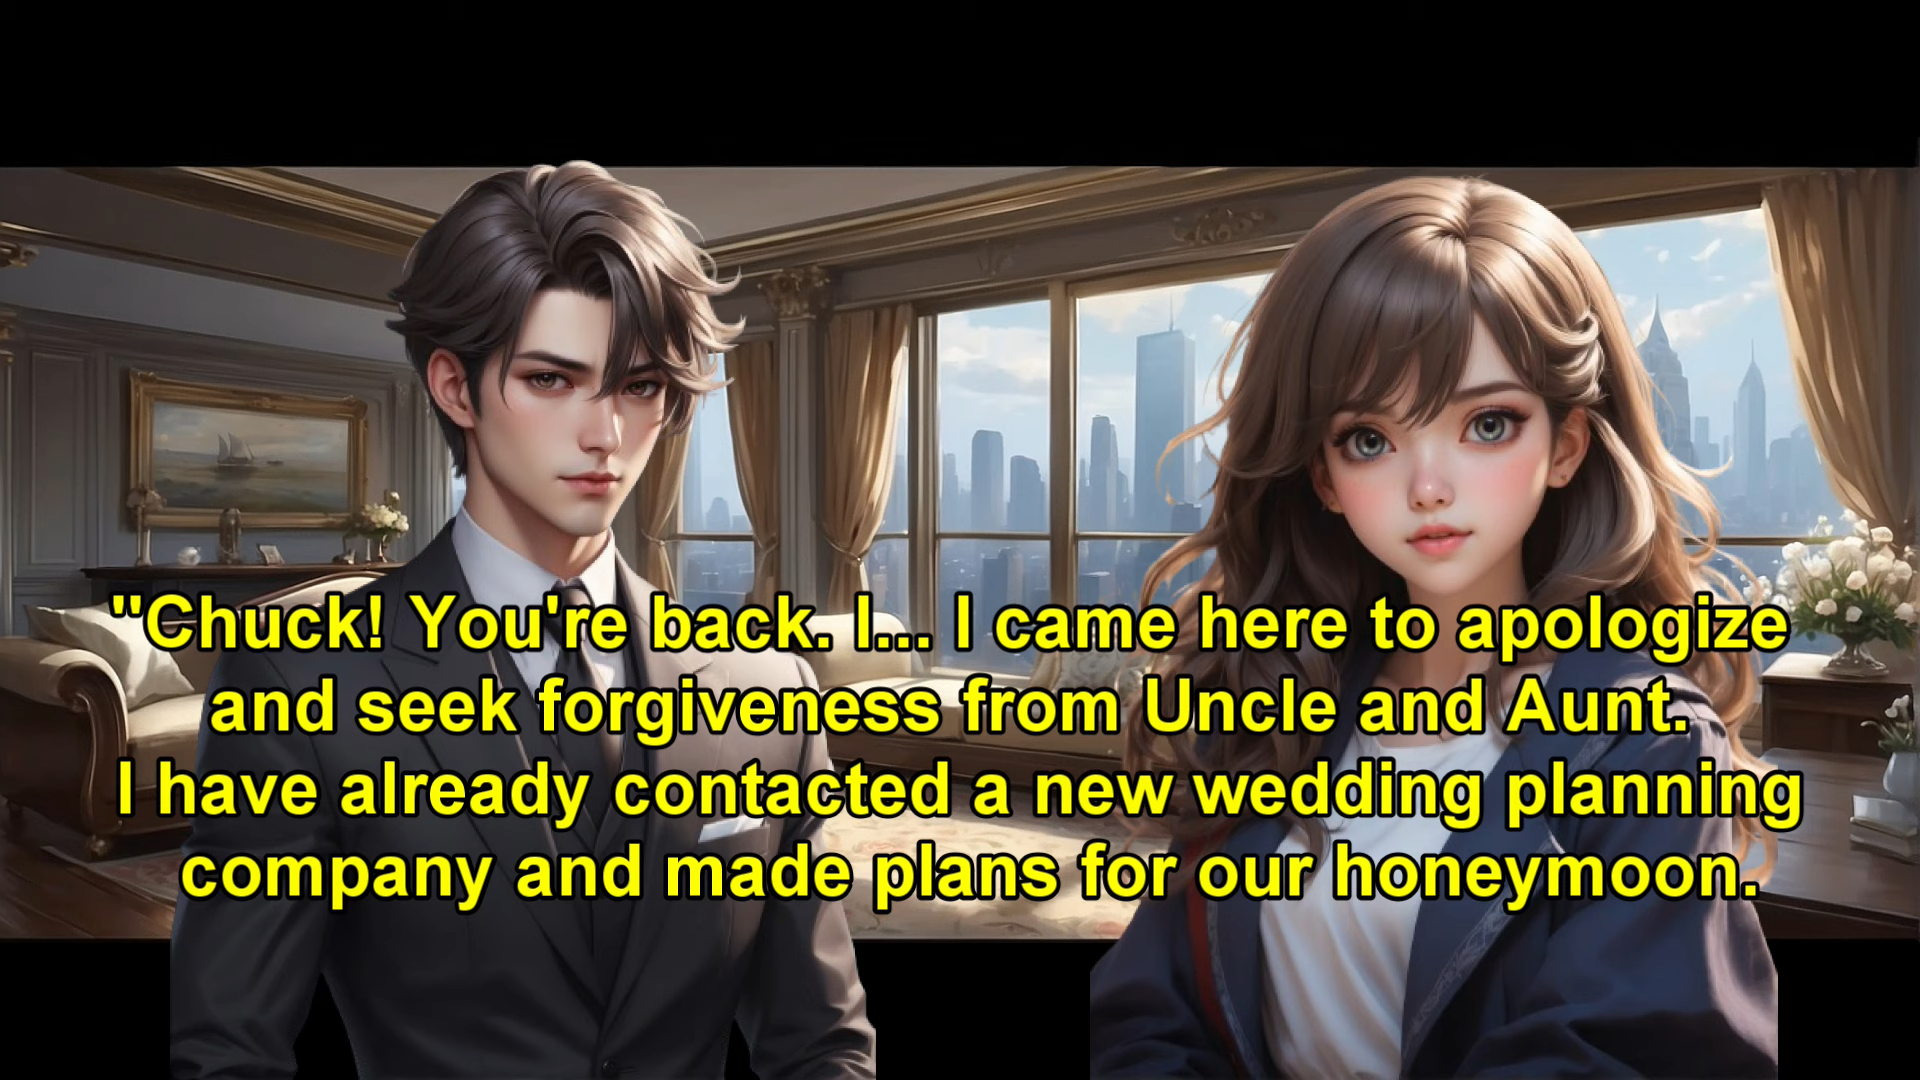 "Chuck! You're back. I... I came here to apologize
and seek forgiveness from Uncle and Aunt.
I have already contacted a new wedding planning
company and made plans for our honeymoon.